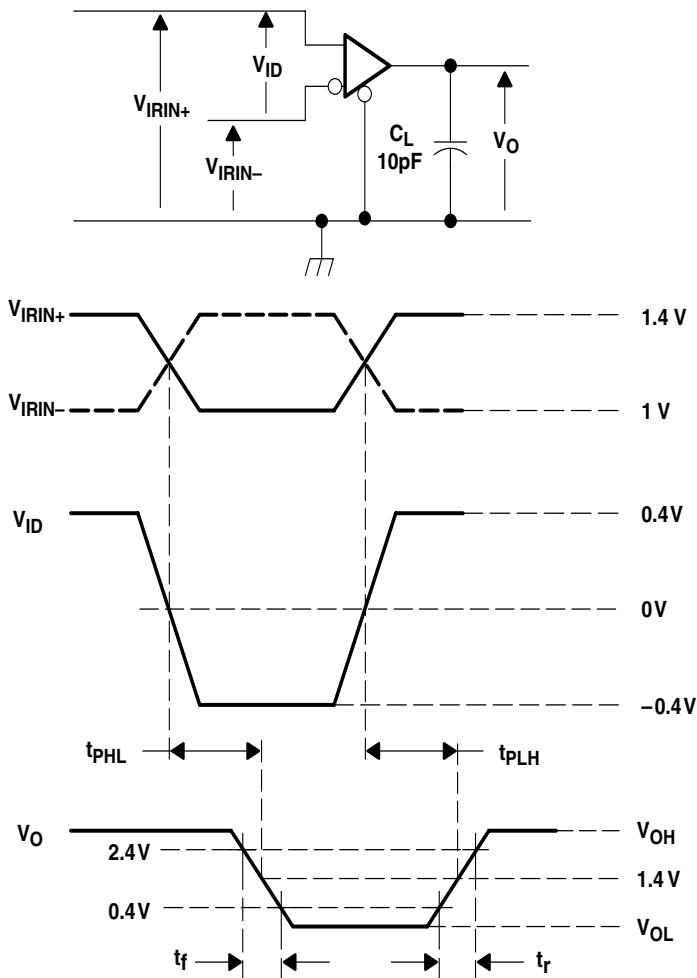 V_ID
V_IRIN+
V_IRIN–
C_L
10pF
V_O
V_IRIN+
1.4 V
V_IRIN–
1 V
V_ID
0.4V
0V
–0.4V
t_PHL
t_PLH
V_O
V_OH
2.4V
1.4V
0.4V
V_OL
t_f
t_r